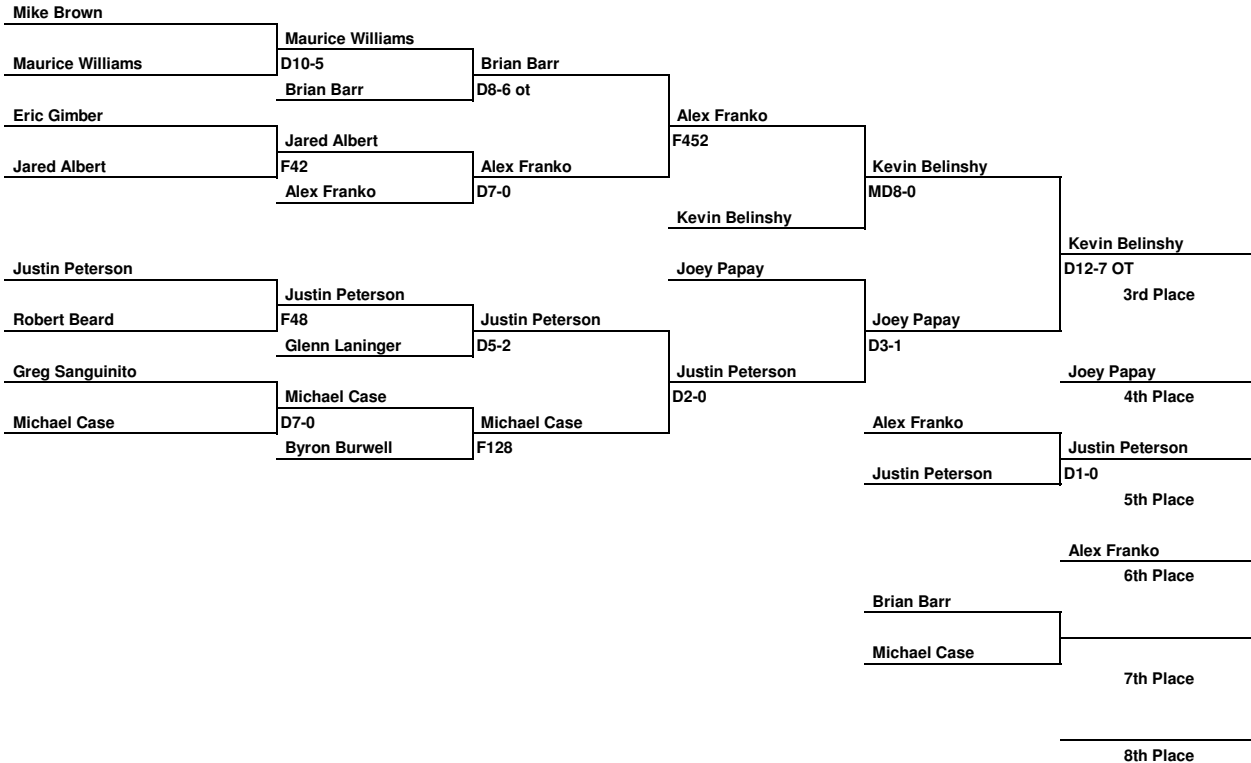 Mike Brown
Maurice Williams
Maurice Williams
D10-5
Brian Barr
Brian Barr
D8-6 ot
Eric Gimber
Alex Franko
Jared Albert
F452
Jared Albert
F42
Alex Franko
Kevin Belinshy
Alex Franko
D7-0
MD8-0
Kevin Belinshy
Kevin Belinshy
Justin Peterson
Joey Papay
D12-7 OT
Justin Peterson
3rd Place
Robert Beard
F48
Justin Peterson
Joey Papay
Glenn Laninger
D5-2
D3-1
Greg Sanguinito
Justin Peterson
Joey Papay
Michael Case
D2-0
4th Place
Michael Case
D7-0
Michael Case
Alex Franko
Byron Burwell
F128
Justin Peterson
Justin Peterson
D1-0
5th Place
Alex Franko
6th Place
Brian Barr
Michael Case
7th Place
8th Place